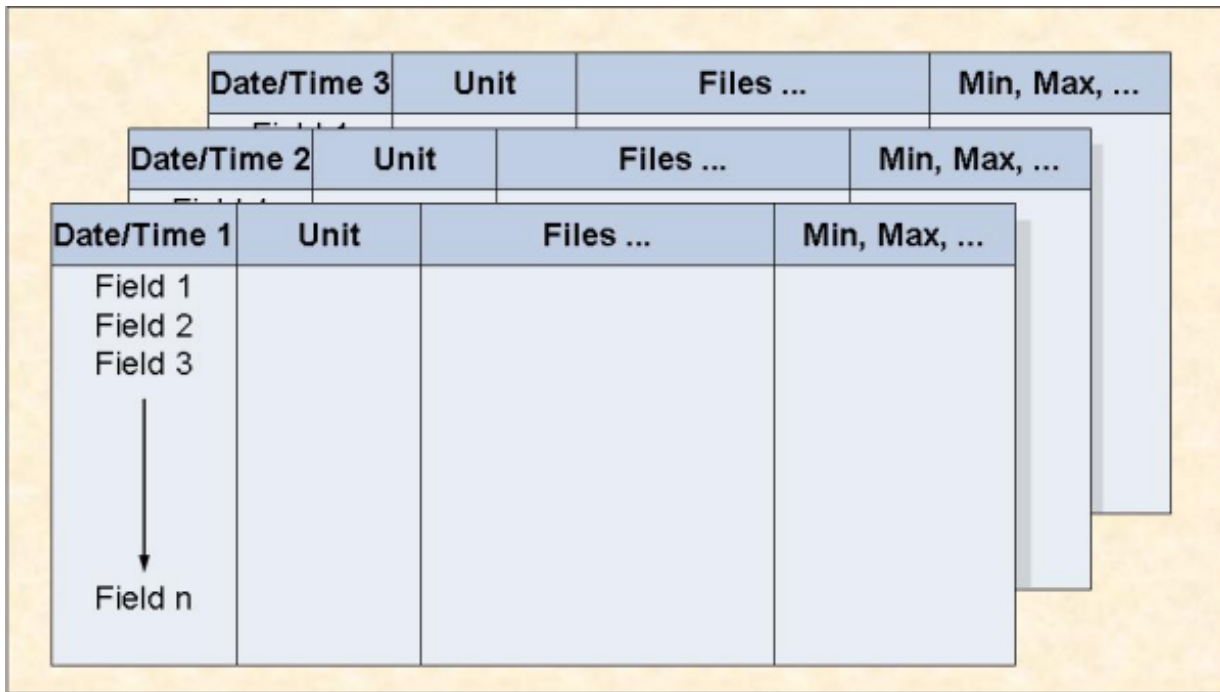 Date/Time 3 Unit Files ... Min, Max, ...
Date/Time 2 Unit Files ... Min, Max, ...
Date/Time 1 Unit Files ... Min, Max, ...
Field 1
Field 2
Field 3
Field n